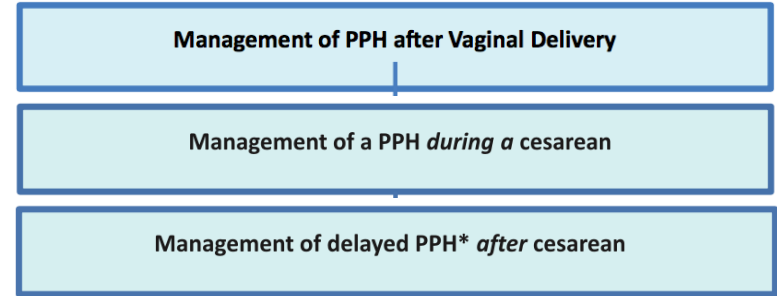 Management of PPH after Vaginal Delivery
Management of a PPH during a cesarean
Management of delayed PPH* after cesarean